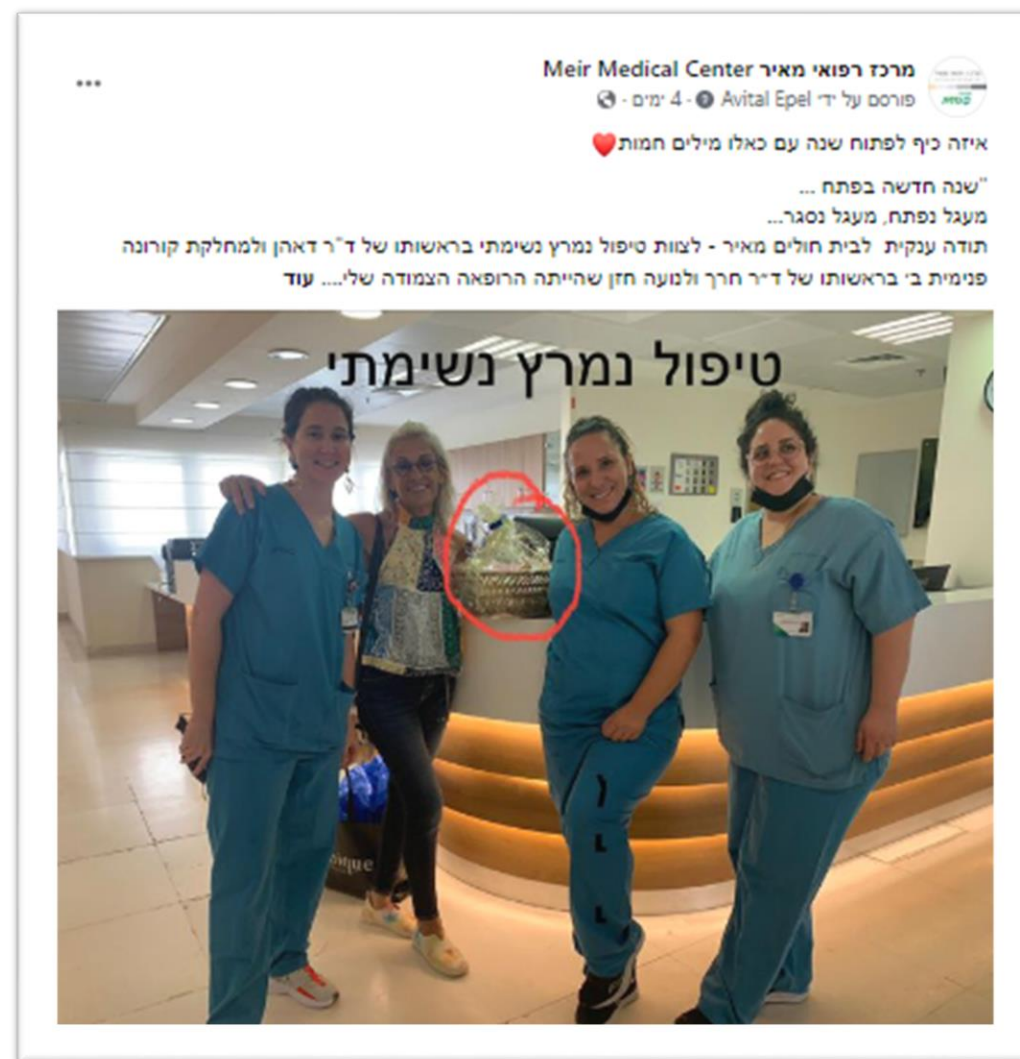 מרכז רפואי מאיר Meir Medical Center
פורסם על ידי Avital Epel · 4 ימים ·
איזה כיף לפתוח שנה עם כאלו מילים חמות
"שנה חדשה בפתח ...
מעגל נפתח, מעגל נסגר...
תודה ענקית לבית חולים מאיר - לצוות טיפול נמרץ נשימתי בראשותו של ד"ר דאהן ולמחלקת קורונה
פנימית ב׳ בראשותו של ד״ר חרך ולנועה חזן שהייתה הרופאה הצמודה שלי.... עוד
טיפול נמרץ נשימתי